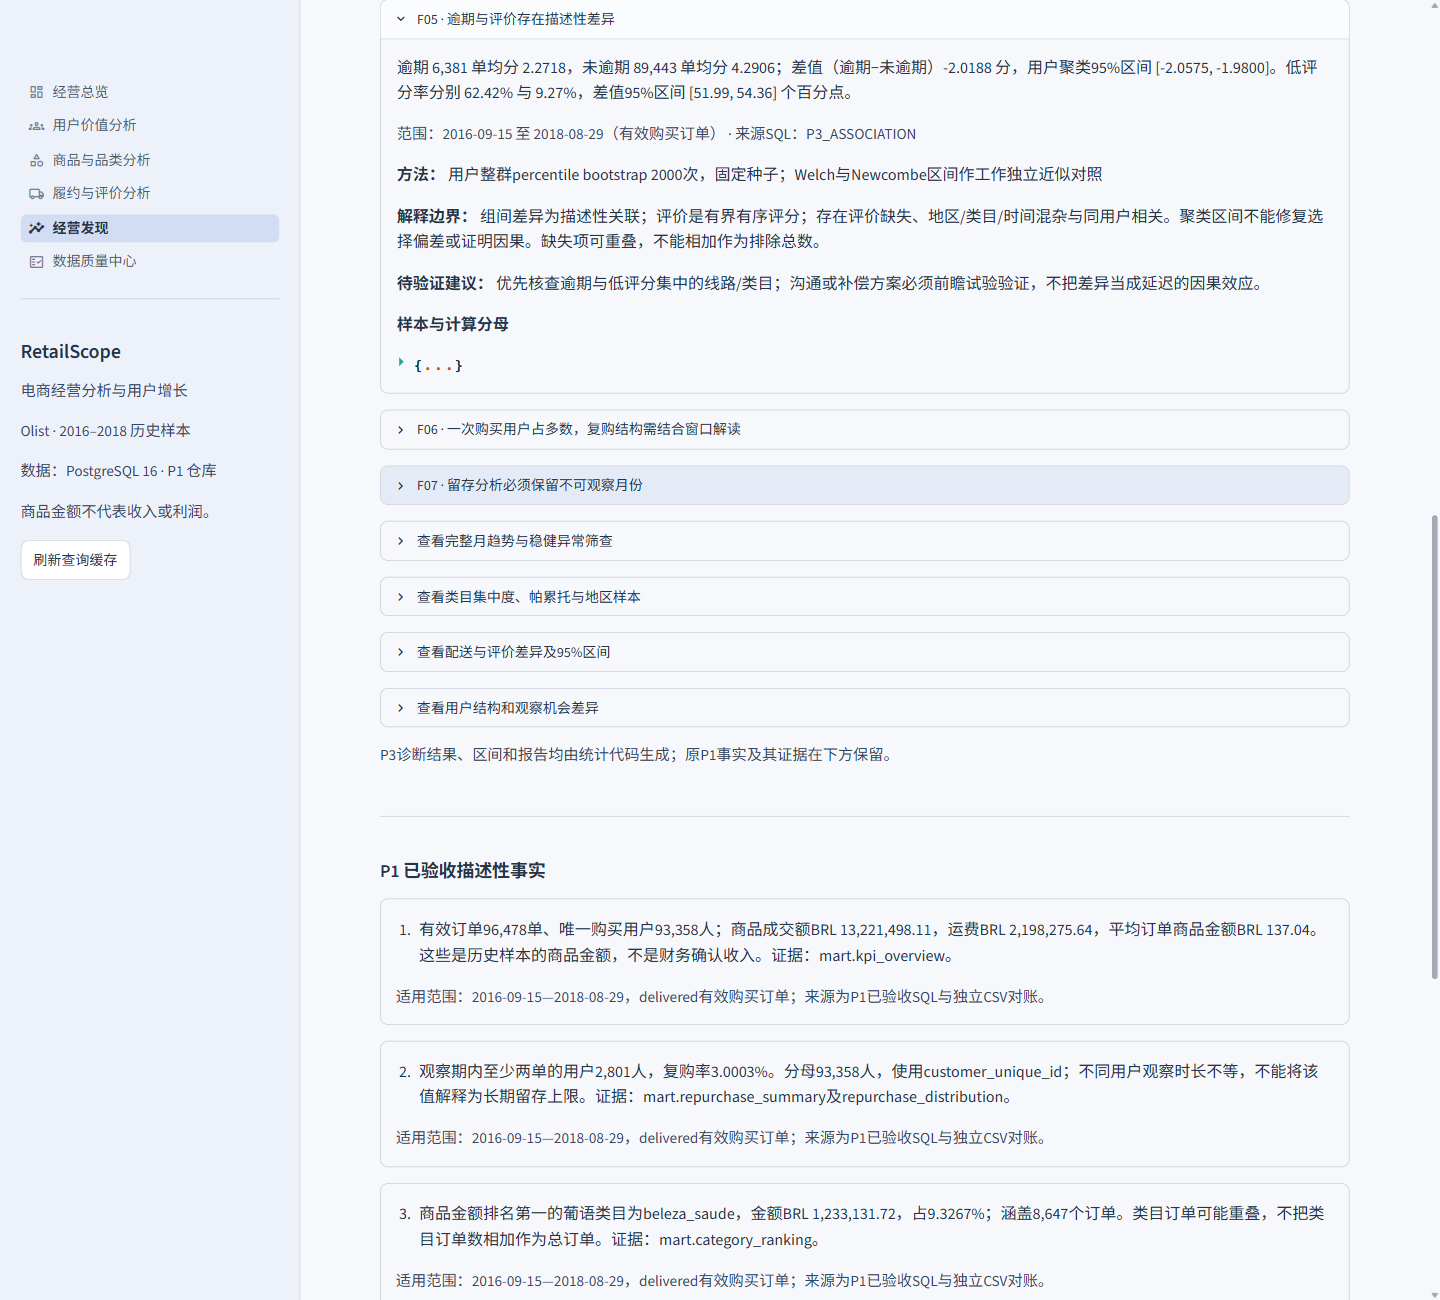 经营总览
用户价值分析
商品与品类分析
履约与评价分析
经营发现
数据质量中心
RetailScope
电商经营分析与用户增长
Olist · 2016–2018 历史样本
数据：PostgreSQL 16 · P1 仓库
商品金额不代表收入或利润。
刷新查询缓存
F05 · 逾期与评价存在描述性差异
逾期 6,381 单均分 2.2718，未逾期 89,443 单均分 4.2906；差值（逾期−未逾期）-2.0188 分，用户聚类95%区间 [-2.0575, -1.9800]。低评
分率分别 62.42% 与 9.27%，差值95%区间 [51.99, 54.36] 个百分点。
范围：2016-09-15 至 2018-08-29（有效购买订单） · 来源SQL：P3_ASSOCIATION
方法： 用户整群percentile bootstrap 2000次，固定种子；Welch与Newcombe区间作工作独立近似对照
解释边界： 组间差异为描述性关联；评价是有界有序评分；存在评价缺失、地区/类目/时间混杂与同用户相关。聚类区间不能修复选
择偏差或证明因果。缺失项可重叠，不能相加作为排除总数。
待验证建议： 优先核查逾期与低评分集中的线路/类目；沟通或补偿方案必须前瞻试验验证，不把差异当成延迟的因果效应。
样本与计算分母
{...}
F06 · 一次购买用户占多数，复购结构需结合窗口解读
F07 · 留存分析必须保留不可观察月份
查看完整月趋势与稳健异常筛查
查看类目集中度、帕累托与地区样本
查看配送与评价差异及95%区间
查看用户结构和观察机会差异
P3诊断结果、区间和报告均由统计代码生成；原P1事实及其证据在下方保留。
P1 已验收描述性事实
1. 有效订单96,478单、唯一购买用户93,358人；商品成交额BRL 13,221,498.11，运费BRL 2,198,275.64，平均订单商品金额BRL 137.04。
这些是历史样本的商品金额，不是财务确认收入。证据：mart.kpi_overview。
适用范围：2016-09-15—2018-08-29，delivered有效购买订单；来源为P1已验收SQL与独立CSV对账。
2. 观察期内至少两单的用户2,801人，复购率3.0003%。分母93,358人，使用customer_unique_id；不同用户观察时长不等，不能将该
值解释为长期留存上限。证据：mart.repurchase_summary及repurchase_distribution。
适用范围：2016-09-15—2018-08-29，delivered有效购买订单；来源为P1已验收SQL与独立CSV对账。
3. 商品金额排名第一的葡语类目为beleza_saude，金额BRL 1,233,131.72，占9.3267%；涵盖8,647个订单。类目订单可能重叠，不把类
目订单数相加作为总订单。证据：mart.category_ranking。
适用范围：2016-09-15—2018-08-29，delivered有效购买订单；来源为P1已验收SQL与独立CSV对账。